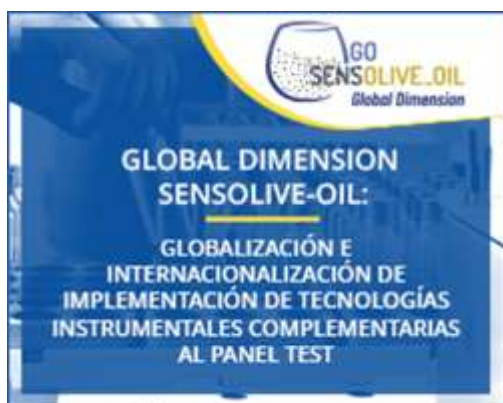 GO
SENSOLIVE_OIL
Global Dimension
GLOBAL DIMENSION
SENSOLIVE-OIL:
GLOBALIZACIÓN E
INTERNACIONALIZACIÓN DE
IMPLEMENTACIÓN DE TECNOLOGÍAS
INSTRUMENTALES COMPLEMENTARIAS
AL PANEL TEST